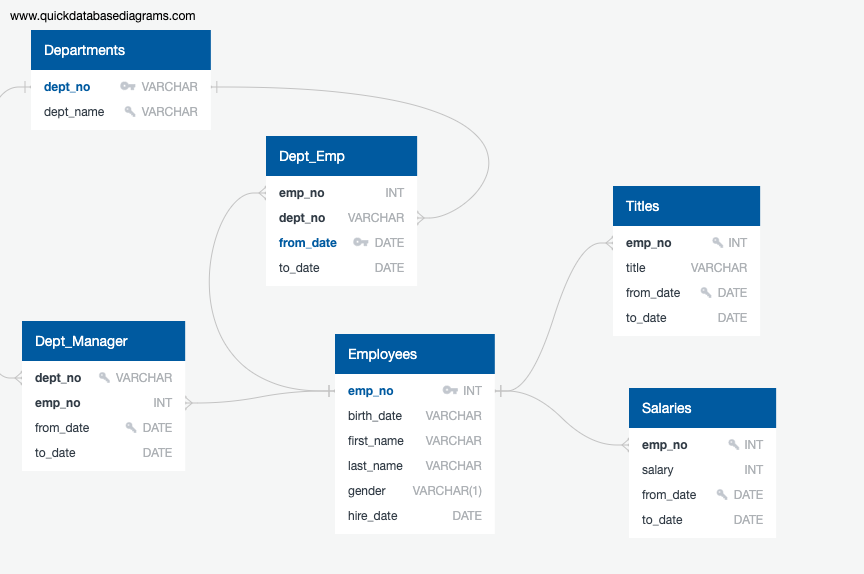 www.quickdatabasediagrams.com
Departments
dept_no VARCHAR
dept_name VARCHAR
Dept_Emp
emp_no INT
dept_no VARCHAR
from_date DATE
to_date DATE
Titles
emp_no INT
title VARCHAR
from_date DATE
to_date DATE
Dept_Manager
dept_no VARCHAR
emp_no INT
from_date DATE
to_date DATE
Employees
emp_no INT
birth_date VARCHAR
first_name VARCHAR
last_name VARCHAR
gender VARCHAR(1)
hire_date DATE
Salaries
emp_no INT
salary INT
from_date DATE
to_date DATE